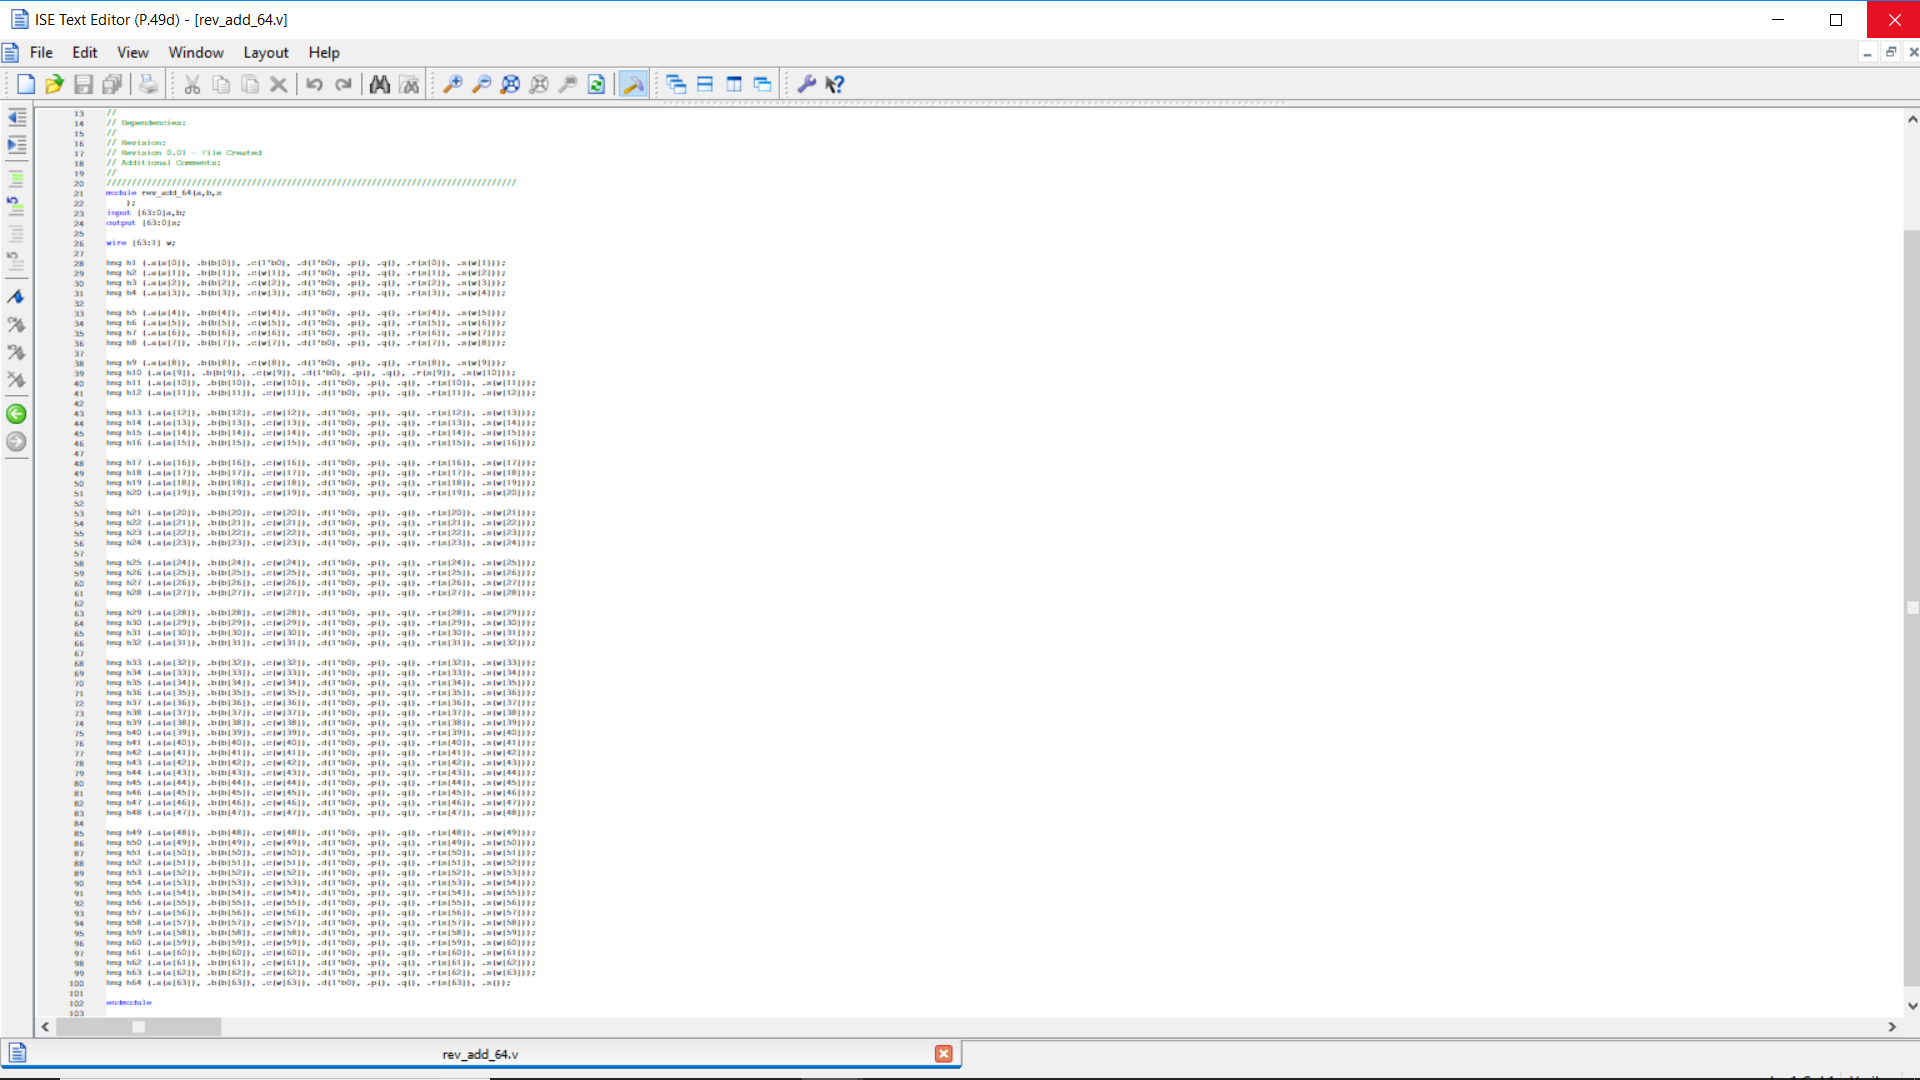 ISE Text Editor (P.49d) - [rev_add_64.v]
File Edit View Window Layout Help
13 //
14 // Dependencies:
15 //
16 // Revision:
17 // Revision 0.01 - File Created
18 // Additional Comments:
19 //
20 //////////////////////////////////////////////////////////////////////////////////
21 module rev_add_64(a,b,s
22 );
23 input [63:0]a,b;
24 output [63:0]s;
25
26 wire [63:1] w;
27
28 hng h1 (.a(a[0]), .b(b[0]), .c(1'b0), .d(1'b0), .p(), .q(), .r(s[0]), .s(w[1]));
29 hng h2 (.a(a[1]), .b(b[1]), .c(w[1]), .d(1'b0), .p(), .q(), .r(s[1]), .s(w[2]));
30 hng h3 (.a(a[2]), .b(b[2]), .c(w[2]), .d(1'b0), .p(), .q(), .r(s[2]), .s(w[3]));
31 hng h4 (.a(a[3]), .b(b[3]), .c(w[3]), .d(1'b0), .p(), .q(), .r(s[3]), .s(w[4]));
32
33 hng h5 (.a(a[4]), .b(b[4]), .c(w[4]), .d(1'b0), .p(), .q(), .r(s[4]), .s(w[5]));
34 hng h6 (.a(a[5]), .b(b[5]), .c(w[5]), .d(1'b0), .p(), .q(), .r(s[5]), .s(w[6]));
35 hng h7 (.a(a[6]), .b(b[6]), .c(w[6]), .d(1'b0), .p(), .q(), .r(s[6]), .s(w[7]));
36 hng h8 (.a(a[7]), .b(b[7]), .c(w[7]), .d(1'b0), .p(), .q(), .r(s[7]), .s(w[8]));
37
38 hng h9 (.a(a[8]), .b(b[8]), .c(w[8]), .d(1'b0), .p(), .q(), .r(s[8]), .s(w[9]));
39 hng h10 (.a(a[9]), .b(b[9]), .c(w[9]), .d(1'b0), .p(), .q(), .r(s[9]), .s(w[10]));
40 hng h11 (.a(a[10]), .b(b[10]), .c(w[10]), .d(1'b0), .p(), .q(), .r(s[10]), .s(w[11]));
41 hng h12 (.a(a[11]), .b(b[11]), .c(w[11]), .d(1'b0), .p(), .q(), .r(s[11]), .s(w[12]));
42
43 hng h13 (.a(a[12]), .b(b[12]), .c(w[12]), .d(1'b0), .p(), .q(), .r(s[12]), .s(w[13]));
44 hng h14 (.a(a[13]), .b(b[13]), .c(w[13]), .d(1'b0), .p(), .q(), .r(s[13]), .s(w[14]));
45 hng h15 (.a(a[14]), .b(b[14]), .c(w[14]), .d(1'b0), .p(), .q(), .r(s[14]), .s(w[15]));
46 hng h16 (.a(a[15]), .b(b[15]), .c(w[15]), .d(1'b0), .p(), .q(), .r(s[15]), .s(w[16]));
47
48 hng h17 (.a(a[16]), .b(b[16]), .c(w[16]), .d(1'b0), .p(), .q(), .r(s[16]), .s(w[17]));
49 hng h18 (.a(a[17]), .b(b[17]), .c(w[17]), .d(1'b0), .p(), .q(), .r(s[17]), .s(w[18]));
50 hng h19 (.a(a[18]), .b(b[18]), .c(w[18]), .d(1'b0), .p(), .q(), .r(s[18]), .s(w[19]));
51 hng h20 (.a(a[19]), .b(b[19]), .c(w[19]), .d(1'b0), .p(), .q(), .r(s[19]), .s(w[20]));
52
53 hng h21 (.a(a[20]), .b(b[20]), .c(w[20]), .d(1'b0), .p(), .q(), .r(s[20]), .s(w[21]));
54 hng h22 (.a(a[21]), .b(b[21]), .c(w[21]), .d(1'b0), .p(), .q(), .r(s[21]), .s(w[22]));
55 hng h23 (.a(a[22]), .b(b[22]), .c(w[22]), .d(1'b0), .p(), .q(), .r(s[22]), .s(w[23]));
56 hng h24 (.a(a[23]), .b(b[23]), .c(w[23]), .d(1'b0), .p(), .q(), .r(s[23]), .s(w[24]));
57
58 hng h25 (.a(a[24]), .b(b[24]), .c(w[24]), .d(1'b0), .p(), .q(), .r(s[24]), .s(w[25]));
59 hng h26 (.a(a[25]), .b(b[25]), .c(w[25]), .d(1'b0), .p(), .q(), .r(s[25]), .s(w[26]));
60 hng h27 (.a(a[26]), .b(b[26]), .c(w[26]), .d(1'b0), .p(), .q(), .r(s[26]), .s(w[27]));
61 hng h28 (.a(a[27]), .b(b[27]), .c(w[27]), .d(1'b0), .p(), .q(), .r(s[27]), .s(w[28]));
62
63 hng h29 (.a(a[28]), .b(b[28]), .c(w[28]), .d(1'b0), .p(), .q(), .r(s[28]), .s(w[29]));
64 hng h30 (.a(a[29]), .b(b[29]), .c(w[29]), .d(1'b0), .p(), .q(), .r(s[29]), .s(w[30]));
65 hng h31 (.a(a[30]), .b(b[30]), .c(w[30]), .d(1'b0), .p(), .q(), .r(s[30]), .s(w[31]));
66 hng h32 (.a(a[31]), .b(b[31]), .c(w[31]), .d(1'b0), .p(), .q(), .r(s[31]), .s(w[32]));
67
68 hng h33 (.a(a[32]), .b(b[32]), .c(w[32]), .d(1'b0), .p(), .q(), .r(s[32]), .s(w[33]));
69 hng h34 (.a(a[33]), .b(b[33]), .c(w[33]), .d(1'b0), .p(), .q(), .r(s[33]), .s(w[34]));
70 hng h35 (.a(a[34]), .b(b[34]), .c(w[34]), .d(1'b0), .p(), .q(), .r(s[34]), .s(w[35]));
71 hng h36 (.a(a[35]), .b(b[35]), .c(w[35]), .d(1'b0), .p(), .q(), .r(s[35]), .s(w[36]));
72 hng h37 (.a(a[36]), .b(b[36]), .c(w[36]), .d(1'b0), .p(), .q(), .r(s[36]), .s(w[37]));
73 hng h38 (.a(a[37]), .b(b[37]), .c(w[37]), .d(1'b0), .p(), .q(), .r(s[37]), .s(w[38]));
74 hng h39 (.a(a[38]), .b(b[38]), .c(w[38]), .d(1'b0), .p(), .q(), .r(s[38]), .s(w[39]));
75 hng h40 (.a(a[39]), .b(b[39]), .c(w[39]), .d(1'b0), .p(), .q(), .r(s[39]), .s(w[40]));
76 hng h41 (.a(a[40]), .b(b[40]), .c(w[40]), .d(1'b0), .p(), .q(), .r(s[40]), .s(w[41]));
77 hng h42 (.a(a[41]), .b(b[41]), .c(w[41]), .d(1'b0), .p(), .q(), .r(s[41]), .s(w[42]));
78 hng h43 (.a(a[42]), .b(b[42]), .c(w[42]), .d(1'b0), .p(), .q(), .r(s[42]), .s(w[43]));
79 hng h44 (.a(a[43]), .b(b[43]), .c(w[43]), .d(1'b0), .p(), .q(), .r(s[43]), .s(w[44]));
80 hng h45 (.a(a[44]), .b(b[44]), .c(w[44]), .d(1'b0), .p(), .q(), .r(s[44]), .s(w[45]));
81 hng h46 (.a(a[45]), .b(b[45]), .c(w[45]), .d(1'b0), .p(), .q(), .r(s[45]), .s(w[46]));
82 hng h47 (.a(a[46]), .b(b[46]), .c(w[46]), .d(1'b0), .p(), .q(), .r(s[46]), .s(w[47]));
83 hng h48 (.a(a[47]), .b(b[47]), .c(w[47]), .d(1'b0), .p(), .q(), .r(s[47]), .s(w[48]));
84
85 hng h49 (.a(a[48]), .b(b[48]), .c(w[48]), .d(1'b0), .p(), .q(), .r(s[48]), .s(w[49]));
86 hng h50 (.a(a[49]), .b(b[49]), .c(w[49]), .d(1'b0), .p(), .q(), .r(s[49]), .s(w[50]));
87 hng h51 (.a(a[50]), .b(b[50]), .c(w[50]), .d(1'b0), .p(), .q(), .r(s[50]), .s(w[51]));
88 hng h52 (.a(a[51]), .b(b[51]), .c(w[51]), .d(1'b0), .p(), .q(), .r(s[51]), .s(w[52]));
89 hng h53 (.a(a[52]), .b(b[52]), .c(w[52]), .d(1'b0), .p(), .q(), .r(s[52]), .s(w[53]));
90 hng h54 (.a(a[53]), .b(b[53]), .c(w[53]), .d(1'b0), .p(), .q(), .r(s[53]), .s(w[54]));
91 hng h55 (.a(a[54]), .b(b[54]), .c(w[54]), .d(1'b0), .p(), .q(), .r(s[54]), .s(w[55]));
92 hng h56 (.a(a[55]), .b(b[55]), .c(w[55]), .d(1'b0), .p(), .q(), .r(s[55]), .s(w[56]));
93 hng h57 (.a(a[56]), .b(b[56]), .c(w[56]), .d(1'b0), .p(), .q(), .r(s[56]), .s(w[57]));
94 hng h58 (.a(a[57]), .b(b[57]), .c(w[57]), .d(1'b0), .p(), .q(), .r(s[57]), .s(w[58]));
95 hng h59 (.a(a[58]), .b(b[58]), .c(w[58]), .d(1'b0), .p(), .q(), .r(s[58]), .s(w[59]));
96 hng h60 (.a(a[59]), .b(b[59]), .c(w[59]), .d(1'b0), .p(), .q(), .r(s[59]), .s(w[60]));
97 hng h61 (.a(a[60]), .b(b[60]), .c(w[60]), .d(1'b0), .p(), .q(), .r(s[60]), .s(w[61]));
98 hng h62 (.a(a[61]), .b(b[61]), .c(w[61]), .d(1'b0), .p(), .q(), .r(s[61]), .s(w[62]));
99 hng h63 (.a(a[62]), .b(b[62]), .c(w[62]), .d(1'b0), .p(), .q(), .r(s[62]), .s(w[63]));
100 hng h64 (.a(a[63]), .b(b[63]), .c(w[63]), .d(1'b0), .p(), .q(), .r(s[63]), .s());
101
102 endmodule
103
rev_add_64.v